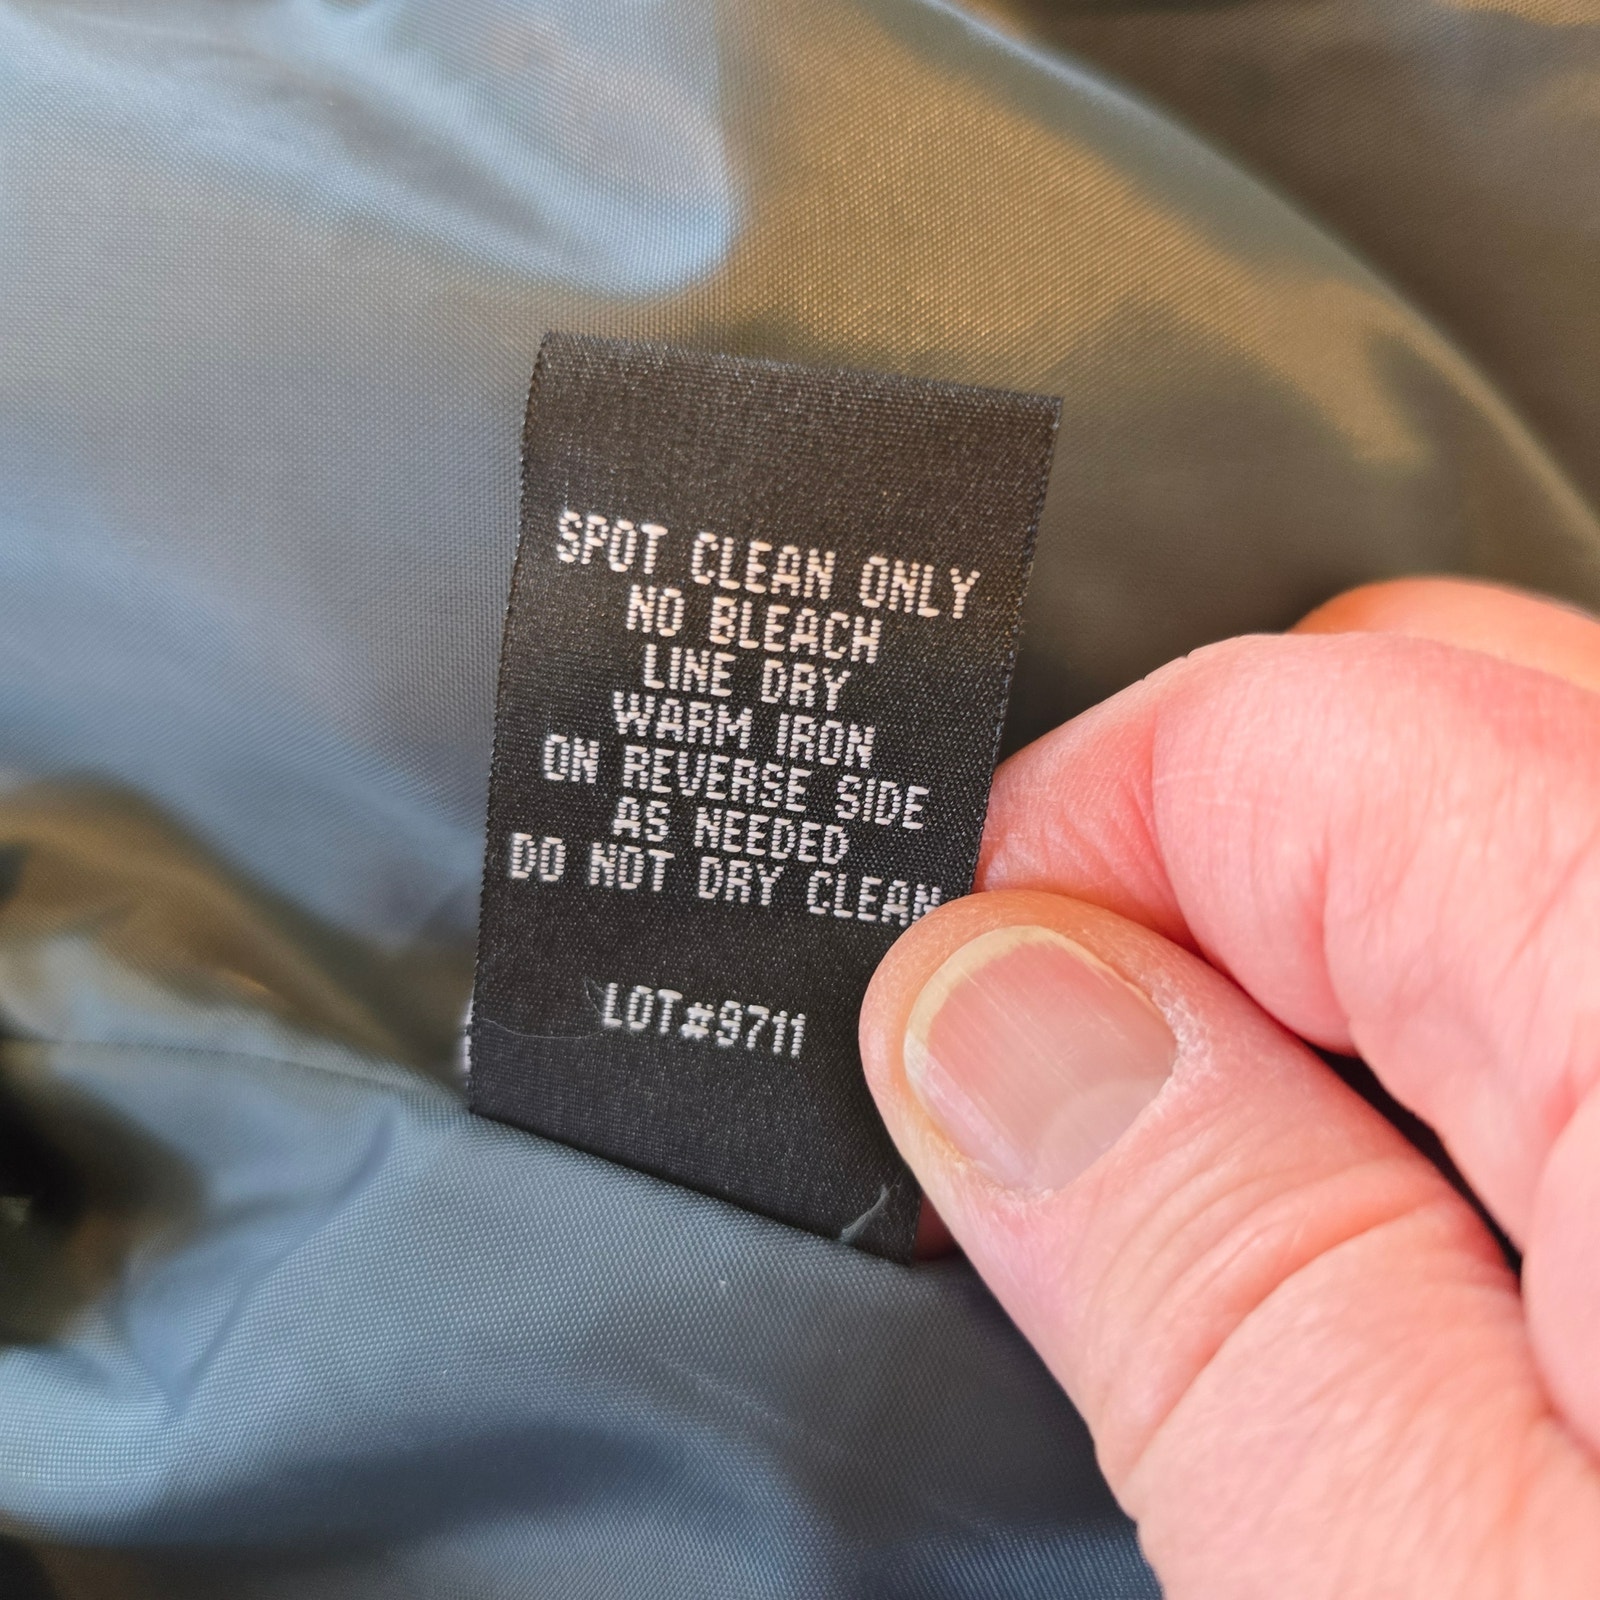 SPOT CLEAN ONLY
NO BLEACH
LINE DRY
WARM IRON
ON REVERSE SIDE
AS NEEDED
DO NOT DRY CLEAN
LOT#9711